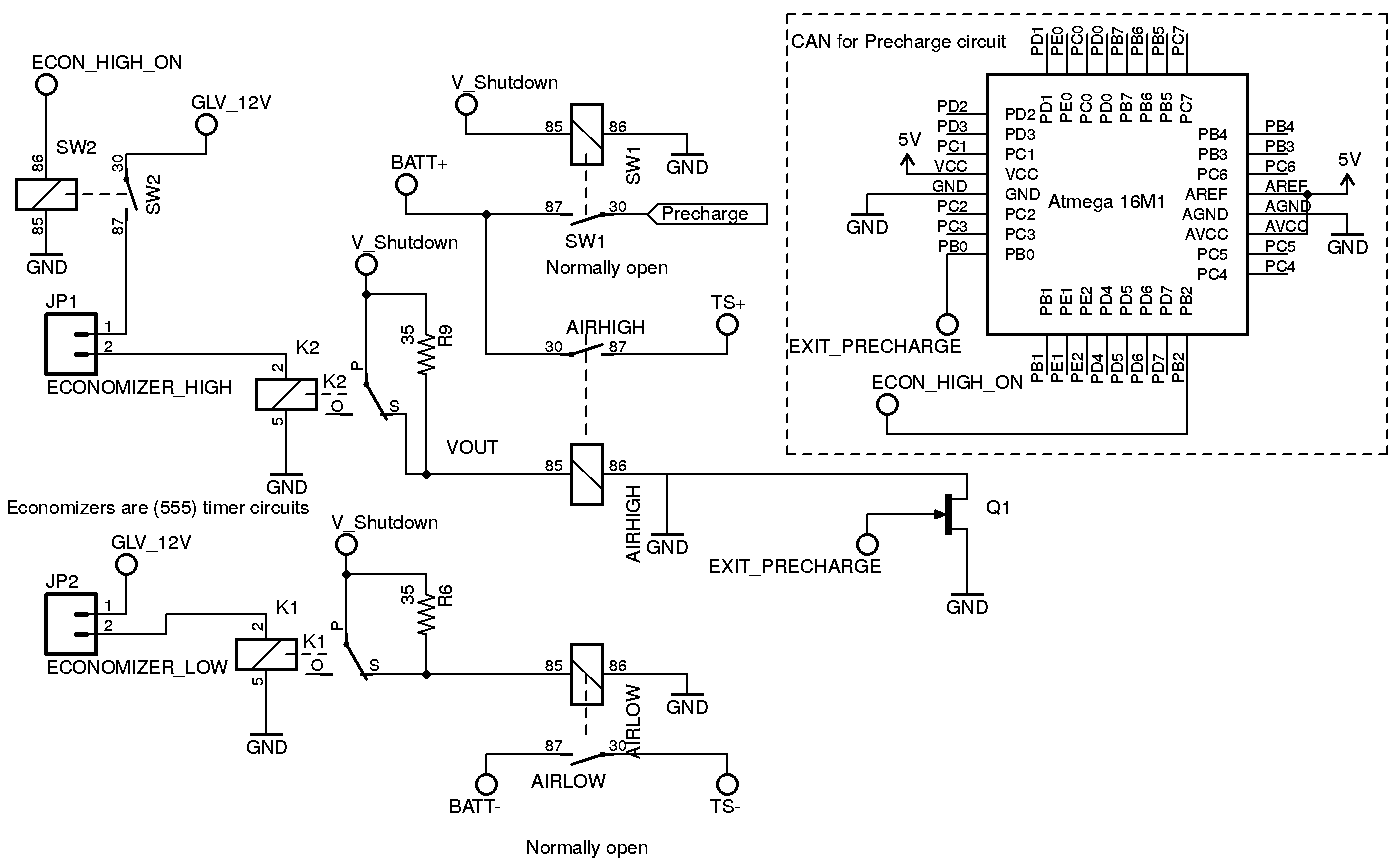 ECON_HIGH_ON
GLV_12V
86
SW2
30
SW2
85
87
GND
JP1
1
2
ECONOMIZER_HIGH
K2
2
K2
O
5
GND
P
S
V_Shutdown
35
R9
VOUT
V_Shutdown
85
86
SW1
GND
BATT+
87
30
Precharge
SW1
Normally open
AIRHIGH
30
87
TS+
85
86
AIRHIGH
GND
EXIT_PRECHARGE
Q1
GND
Economizers are (555) timer circuits
GLV_12V
JP2
1
2
ECONOMIZER_LOW
K1
2
K1
O
5
GND
V_Shutdown
P
S
35
R6
85
86
AIRLOW
GND
87
30
AIRLOW
BATT-
TS-
Normally open
CAN for Precharge circuit
PD1
PE0
PC0
PD0
PB7
PB6
PB5
PC7
PD1
PE0
PC0
PD0
PB7
PB6
PB5
PC7
PD2
PD2
PD3
PD3
PC1
PC1
5V
VCC
VCC
GND
GND
GND
PC2
PC2
PC3
PC3
PB0
PB0
Atmega 16M1
PB4
PB4
PB3
PB3
PC6
PC6
AREF
AREF
5V
AGND
AGND
GND
AVCC
AVCC
PC5
PC5
PC4
PC4
PB1
PE1
PE2
PD4
PD5
PD6
PD7
PB2
PB1
PE1
PE2
PD4
PD5
PD6
PD7
PB2
EXIT_PRECHARGE
ECON_HIGH_ON